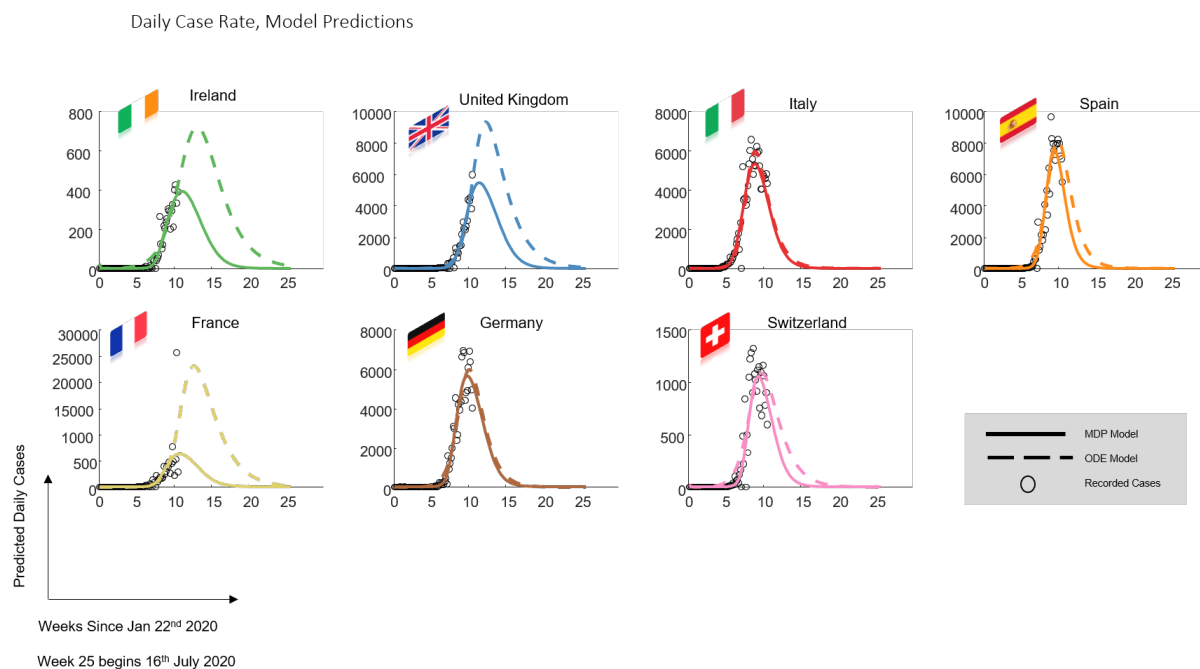 Daily Case Rate, Model Predictions
Ireland
800
600
400
200
0
0 5 10 15 20 25
United Kingdom
10000
8000
6000
4000
2000
0
0 5 10 15 20 25
Italy
8000
6000
4000
2000
0
0 5 10 15 20 25
Spain
10000
8000
6000
4000
2000
0
0 5 10 15 20 25
France
30000
25000
20000
15000
1000
500
0
0 5 10 15 20 25
Germany
8000
6000
4000
2000
0
0 5 10 15 20 25
Switzerland
1500
1000
500
0
0 5 10 15 20 25
MDP Model
ODE Model
Recorded Cases
Predicted Daily Cases
Weeks Since Jan 22nd 2020
Week 25 begins 16th July 2020